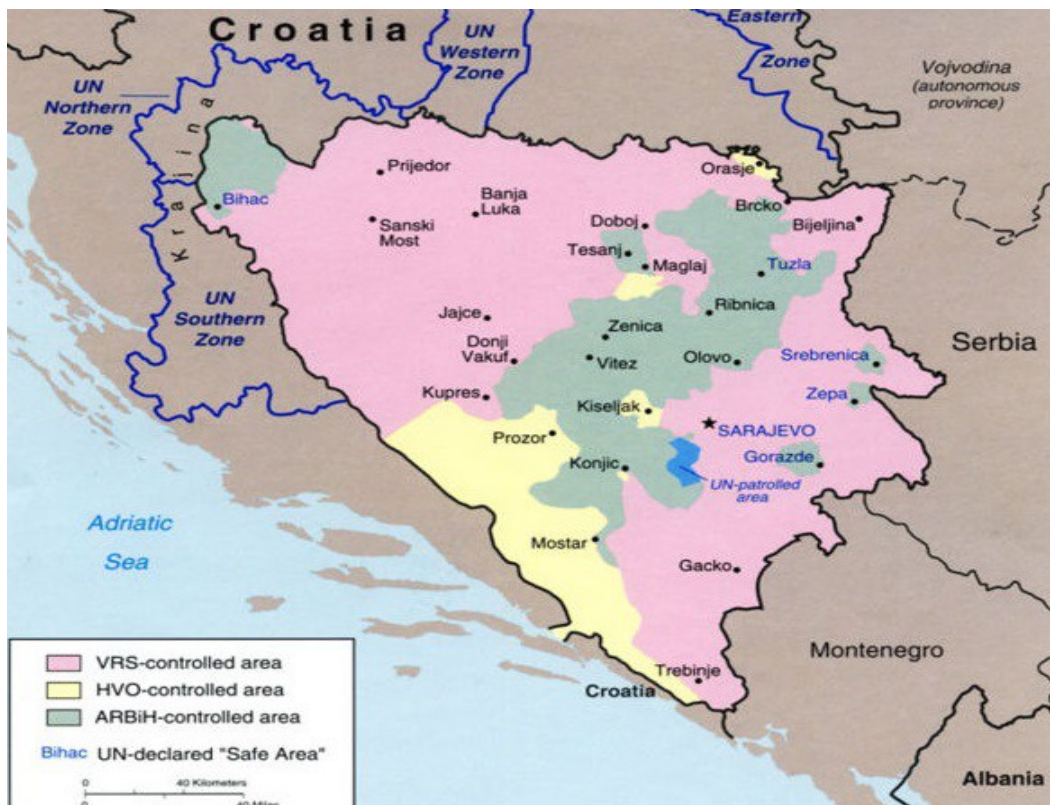 Croatia
UN
Western
Zone
Eastern
Zone
UN
Northern
Zone
Krajina
Vojvodina
(autonomous
province)
Prijedor
Orasje
Bihac
Banja
Luka
Brcko
Sanski
Most
Doboj
Bijeljina
Tesanj
Maglaj
Tuzla
UN
Southern
Zone
Jajce
Ribnica
Zenica
Donji
Vakuf
Vitez
Olovo
Srebrenica
Serbia
Kupres
Kiseljak
Zepa
Prozor
SARAJEVO
Konjic
Gorazde
UN-patrolled
area
Adriatic
Sea
Mostar
Gacko
Montenegro
Trebinje
Croatia
Albania
VRS-controlled area
HVO-controlled area
ARBiH-controlled area
Bihac UN-declared "Safe Area"
0 40 Kilometers
0 40 Miles